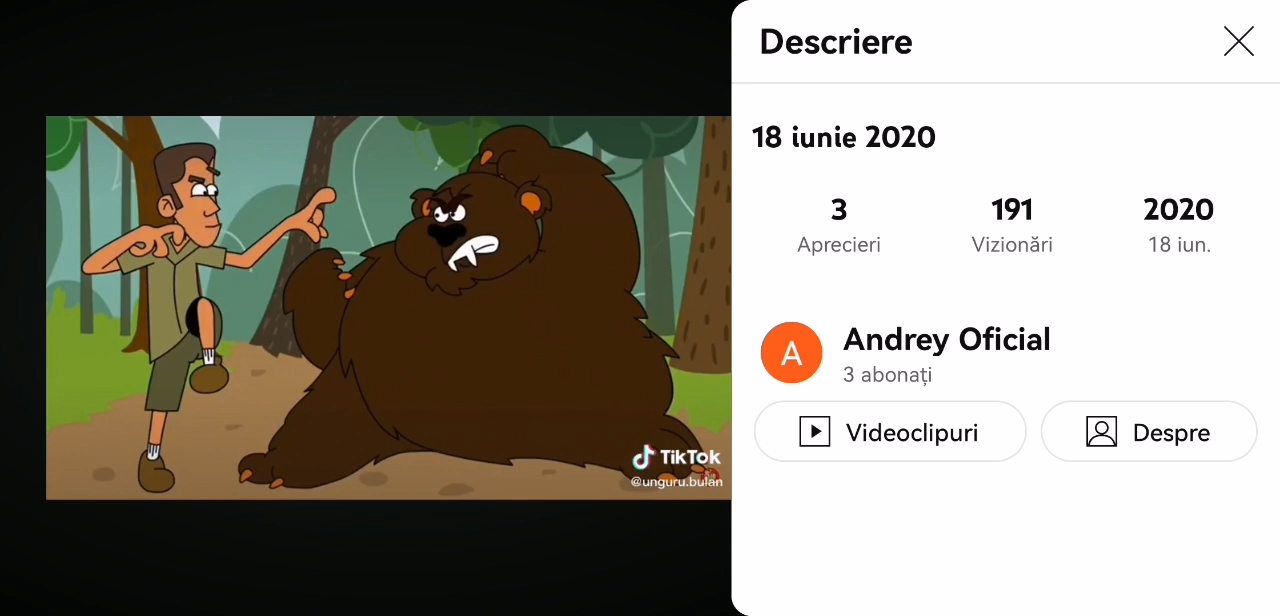 TikTok
@unguru.bulan
Descriere
18 iunie 2020
3
Aprecieri
191
Vizionări
2020
18 iun.
A
Andrey Oficial
3 abonați
Videoclipuri
Despre